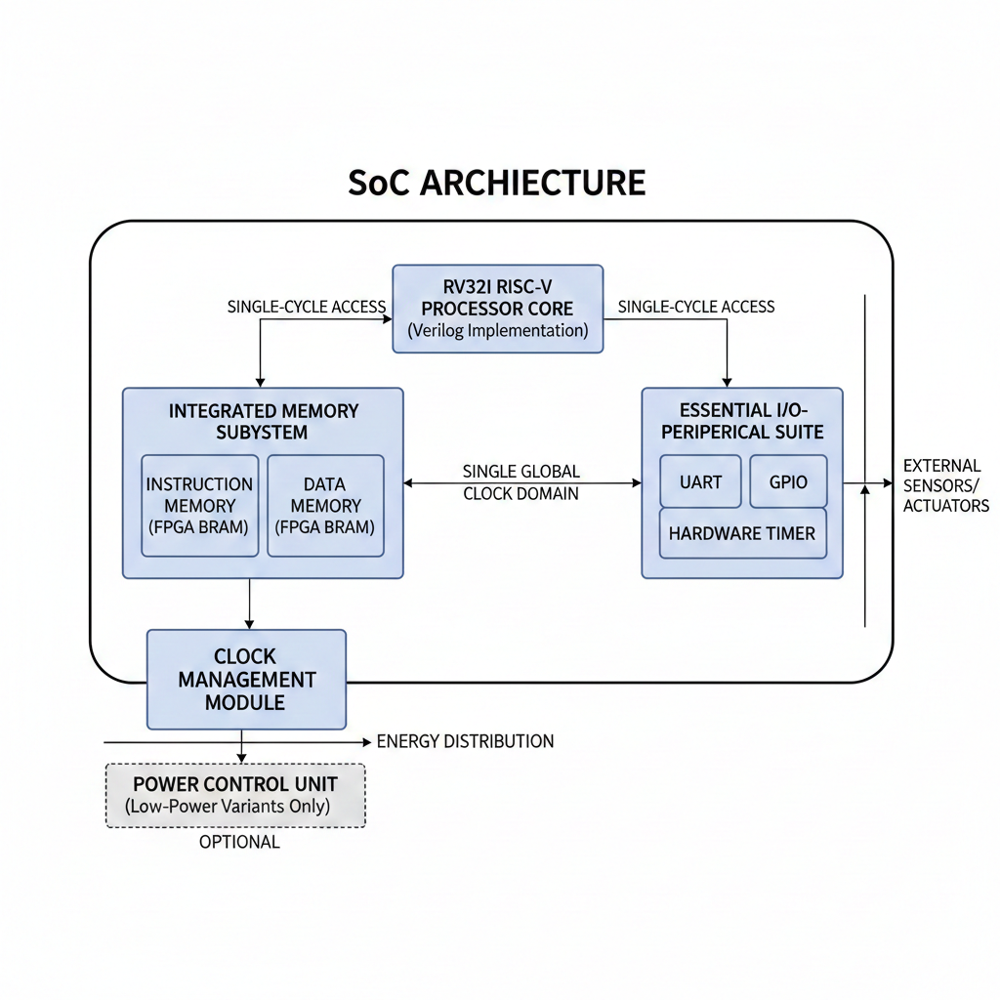 SoC ARCHIECTURE
RV32I RISC-V
PROCESSOR CORE
(Verilog Implementation)
SINGLE-CYCLE ACCESS
SINGLE-CYCLE ACCESS
INTEGRATED MEMORY
SUBYSTEM
INSTRUCTION
MEMORY
(FPGA BRAM)
DATA
MEMORY
(FPGA BRAM)
SINGLE GLOBAL
CLOCK DOMAIN
ESSENTIAL I/O-
PERIPERICAL SUITE
UART
GPIO
HARDWARE TIMER
EXTERNAL
SENSORS/
ACTUATORS
CLOCK
MANAGEMENT
MODULE
ENERGY DISTRIBUTION
POWER CONTROL UNIT
(Low-Power Variants Only)
OPTIONAL